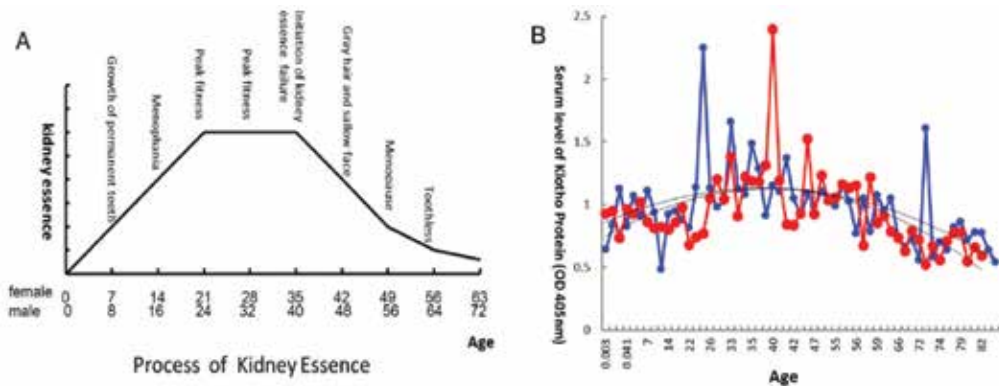 A
kidney essence
Growth of permanent teeth
Menophania
Peak fitness
Peak fitness
Initiation of kidney
essence failure
Gray hair and sallow face
Menopause
Toothless
female 0 7 14 21 28 35 42 49 56 63
male 0 8 16 24 32 40 48 56 64 72
Age
Process of Kidney Essence
B
Serum level of Klotho Protein (OD 405nm)
2.5
2
1.5
1
0.5
0
0.003 0.041 7 14 22 26 33 35 40 42 47 55 59 66 72 74 79 82
Age